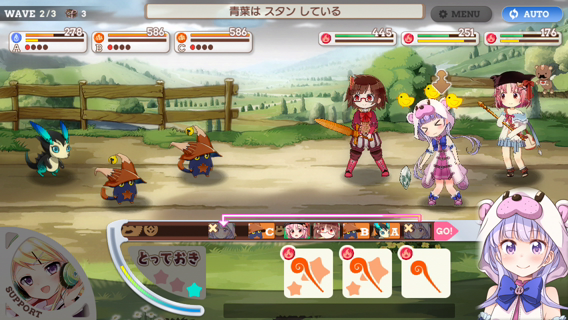 WAVE 2/3 3
青葉は スタン している
MENU
AUTO
278
A
586
B
586
C
445
251
176
C
B
A
GO!
とっておき
SUPPORT